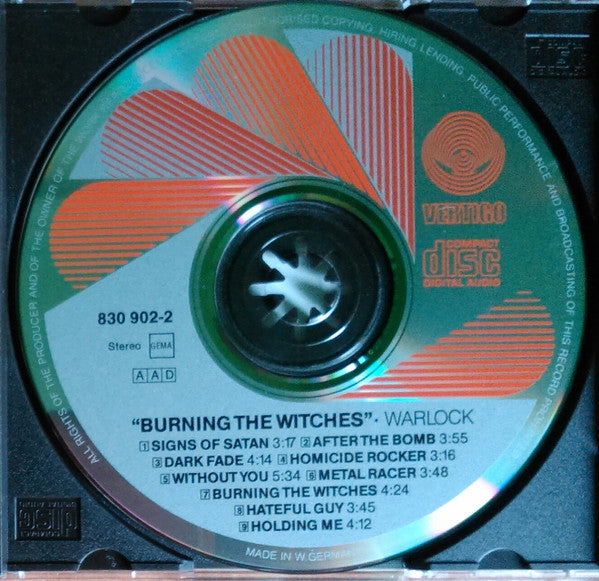 ALL RIGHTS OF THE PRODUCER AND OF THE OWNER OF THE
COPYING, HIRING, LENDING, PUBLIC PERFORMANCE AND BROADCASTING OF THIS RECORD
VERTIGO
COMPACT
disc
DIGITAL AUDIO
830 902-2
Stereo GEMA
AAD
"BURNING THE WITCHES" · WARLOCK
1 SIGNS OF SATAN 3:17 2 AFTER THE BOMB 3:55
3 DARK FADE 4:14 4 HOMICIDE ROCKER 3:16
5 WITHOUT YOU 5:34 6 METAL RACER 3:48
7 BURNING THE WITCHES 4:24
8 HATEFUL GUY 3:45
9 HOLDING ME 4:12
MADE IN W. GERMANY
disc